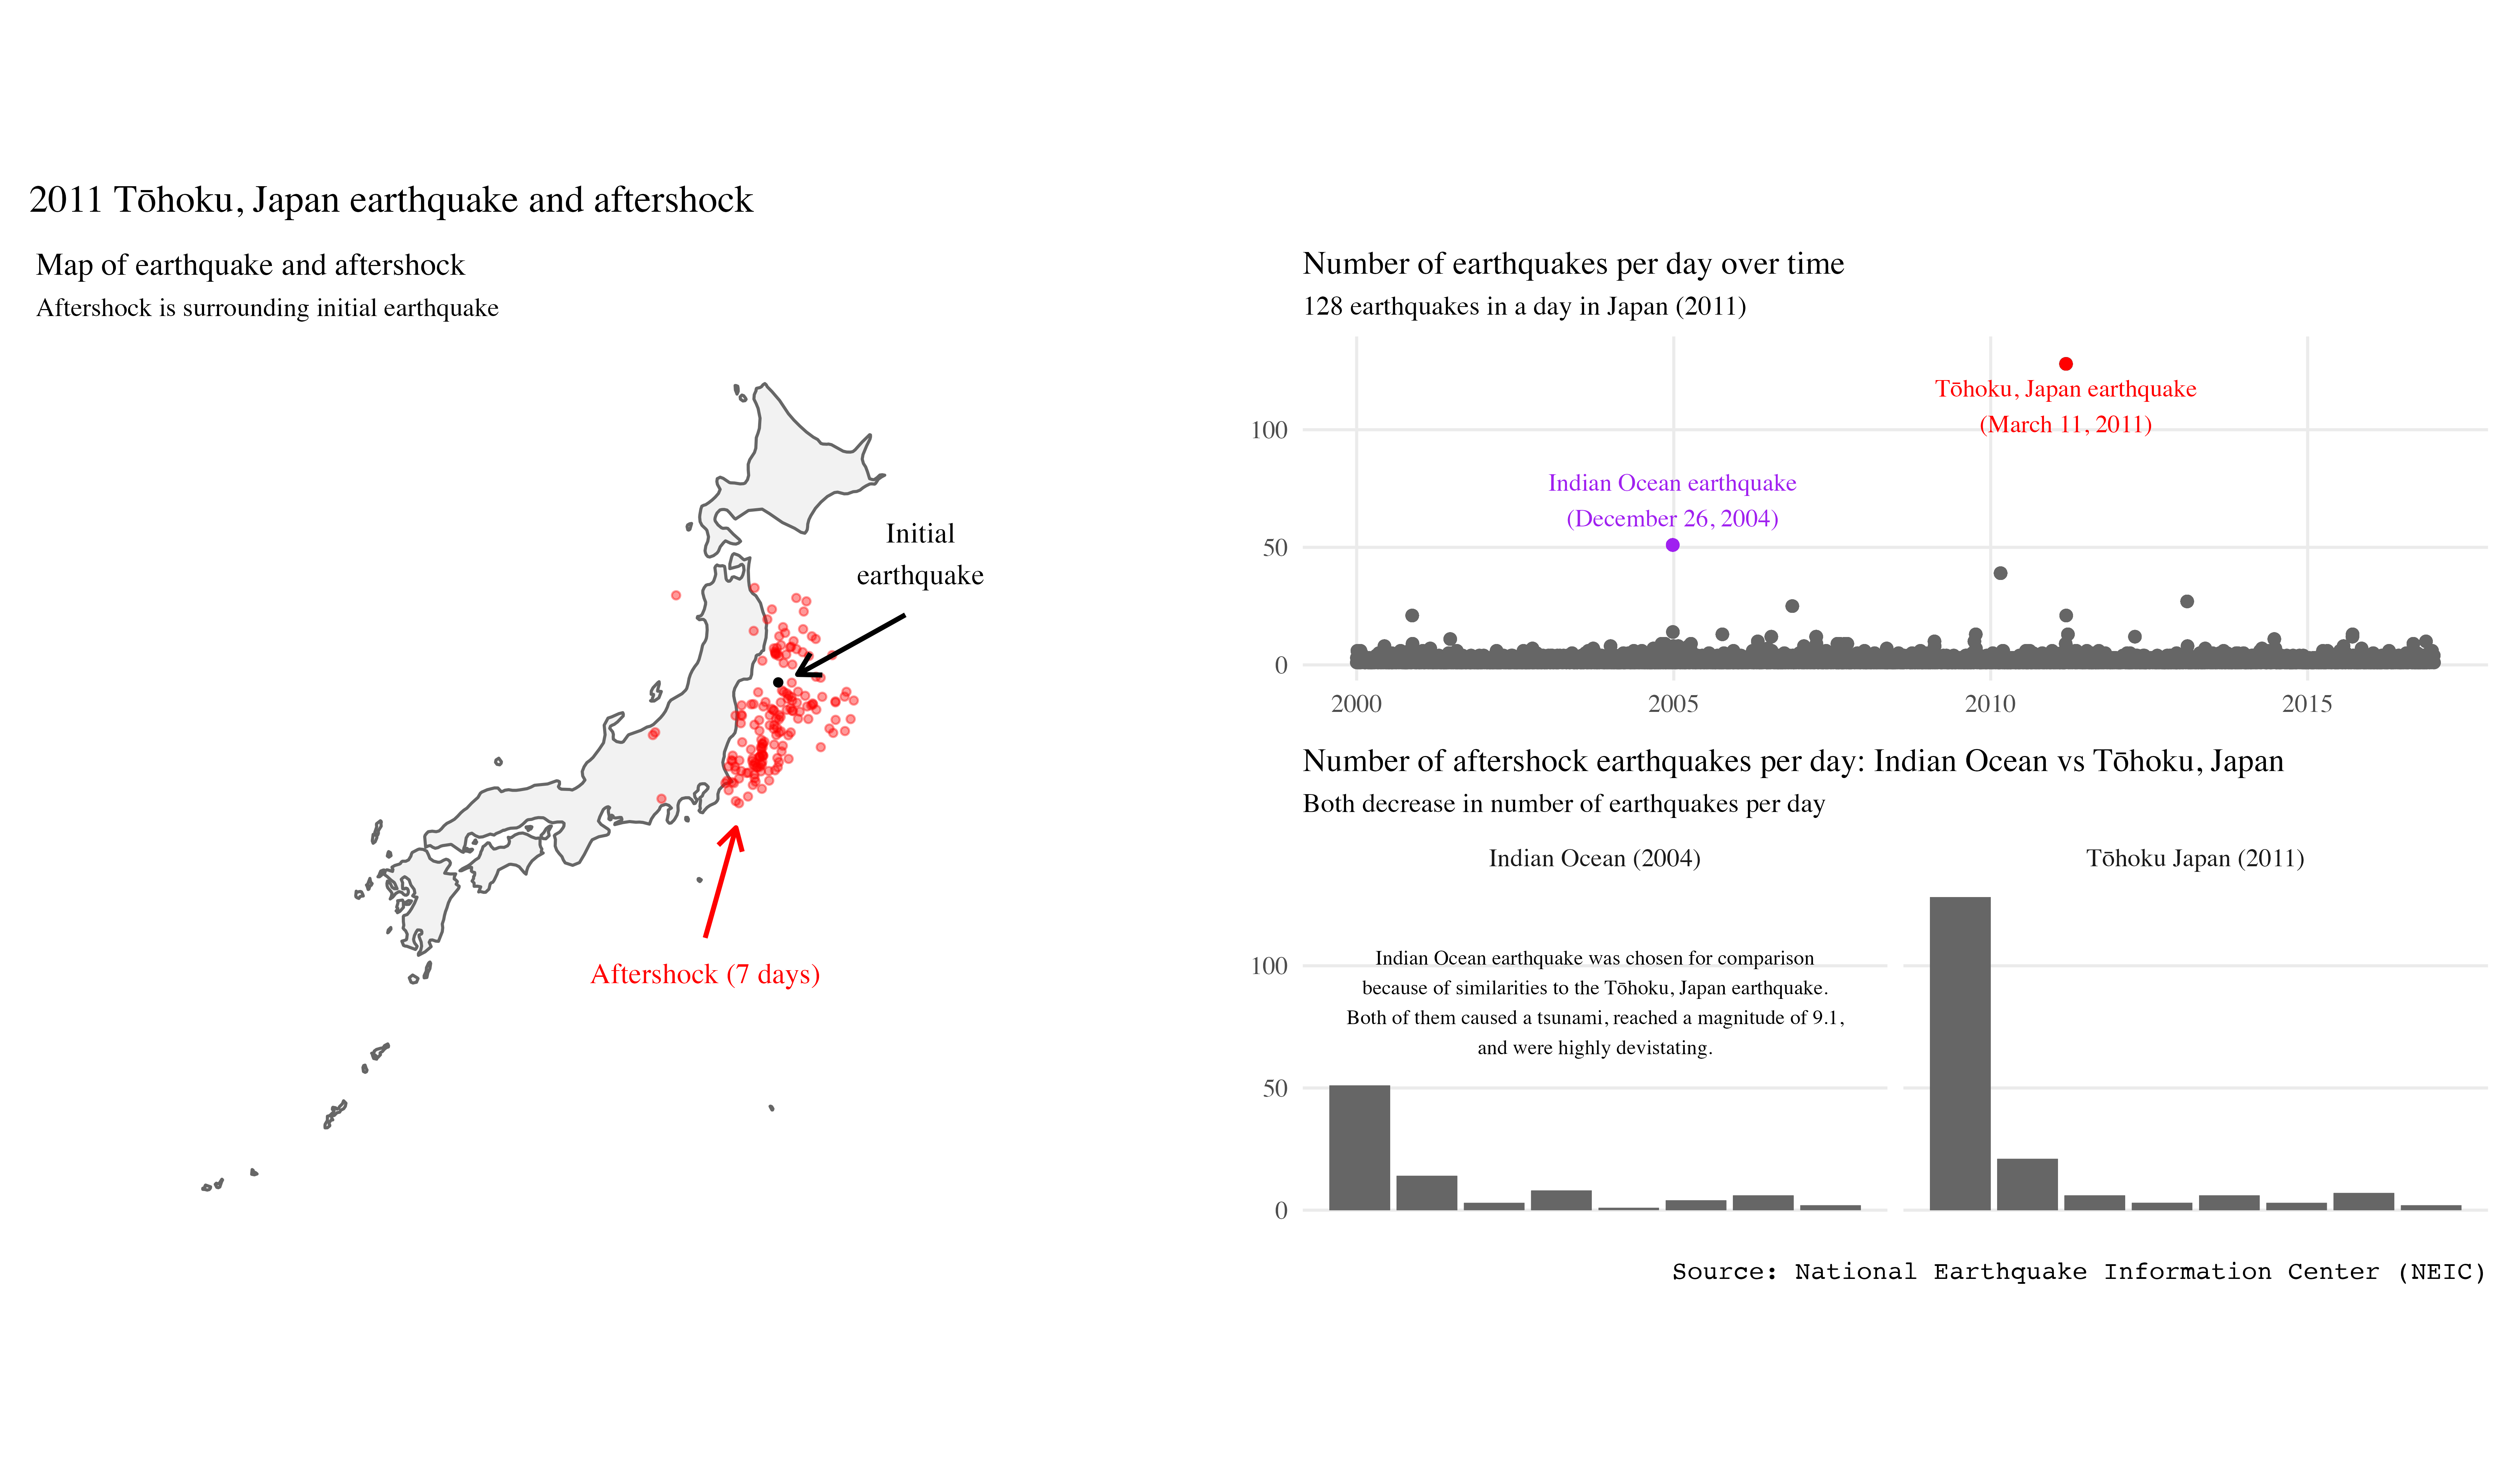 2011 Tōhoku, Japan earthquake and aftershock
Map of earthquake and aftershock
Aftershock is surrounding initial earthquake
Initial
earthquake
Aftershock (7 days)
Number of earthquakes per day over time
128 earthquakes in a day in Japan (2011)
Tōhoku, Japan earthquake
(March 11, 2011)
Indian Ocean earthquake
(December 26, 2004)
100
50
0
2000 2005 2010 2015
Number of aftershock earthquakes per day: Indian Ocean vs Tōhoku, Japan
Both decrease in number of earthquakes per day
Indian Ocean (2004) Tōhoku Japan (2011)
Indian Ocean earthquake was chosen for comparison
because of similarities to the Tōhoku, Japan earthquake.
Both of them caused a tsunami, reached a magnitude of 9.1,
and were highly devistating.
100
50
0
Source: National Earthquake Information Center (NEIC)